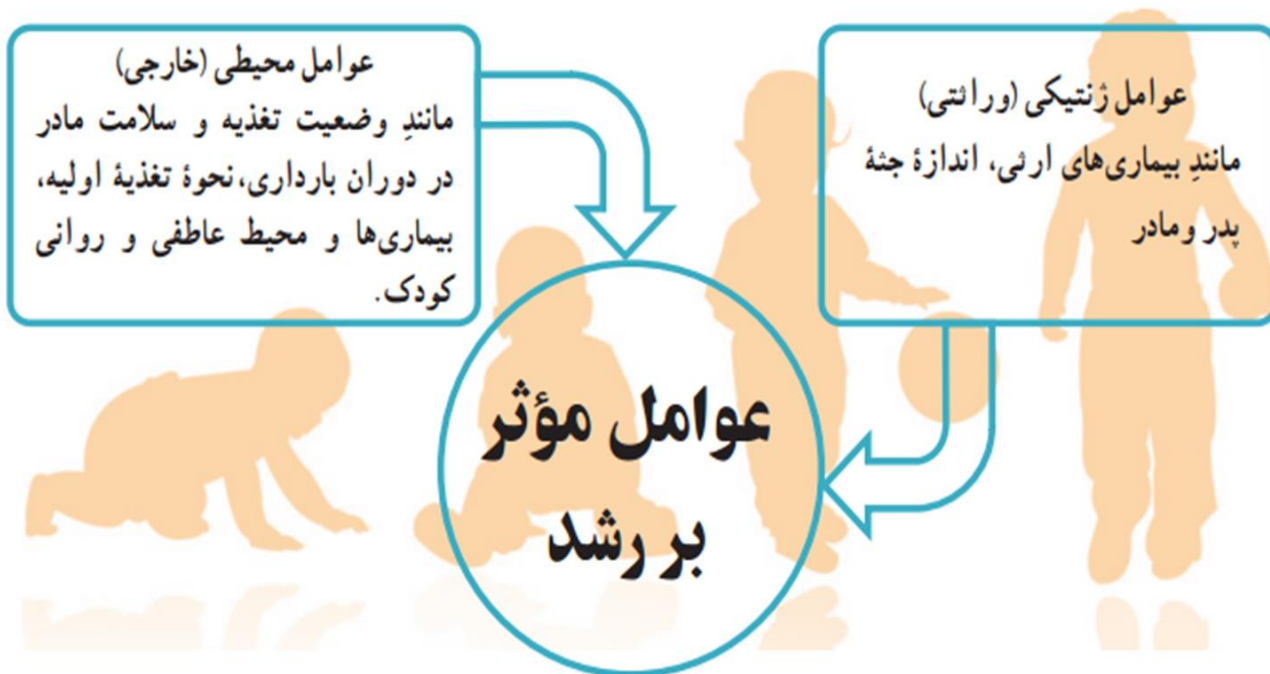 عوامل ژنتیکی (وراثتی)
مانندِ بیماری‌های ارثی، اندازهٔ جثهٔ
پدر و مادر
عوامل محیطی (خارجی)
مانندِ وضعیت تغذیه و سلامت مادر
در دوران بارداری، نحوهٔ تغذیهٔ اولیه،
بیماری‌ها و محیط عاطفی و روانی
کودک.
عوامل مؤثر
بر رشد